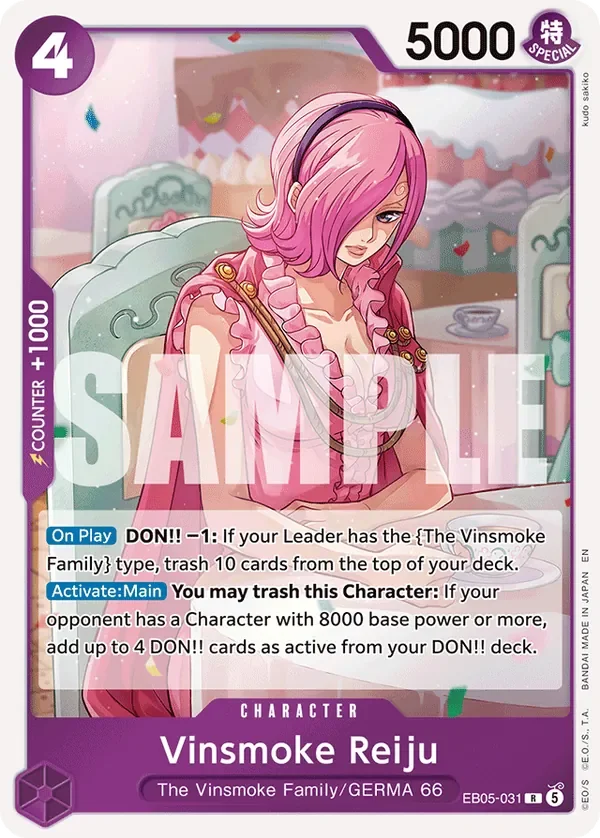 4
5000
特
SPECIAL
kudo sakiko
COUNTER +1000
SAMPLE
On Play DON!! −1: If your Leader has the {The Vinsmoke
Family} type, trash 10 cards from the top of your deck.
Activate:Main You may trash this Character: If your
opponent has a Character with 8000 base power or more,
add up to 4 DON!! cards as active from your DON!! deck.
©E.O/S ©E.O./S., T.A. BANDAI MADE IN JAPAN EN
CHARACTER
Vinsmoke Reiju
The Vinsmoke Family/GERMA 66
EB05-031 R 5